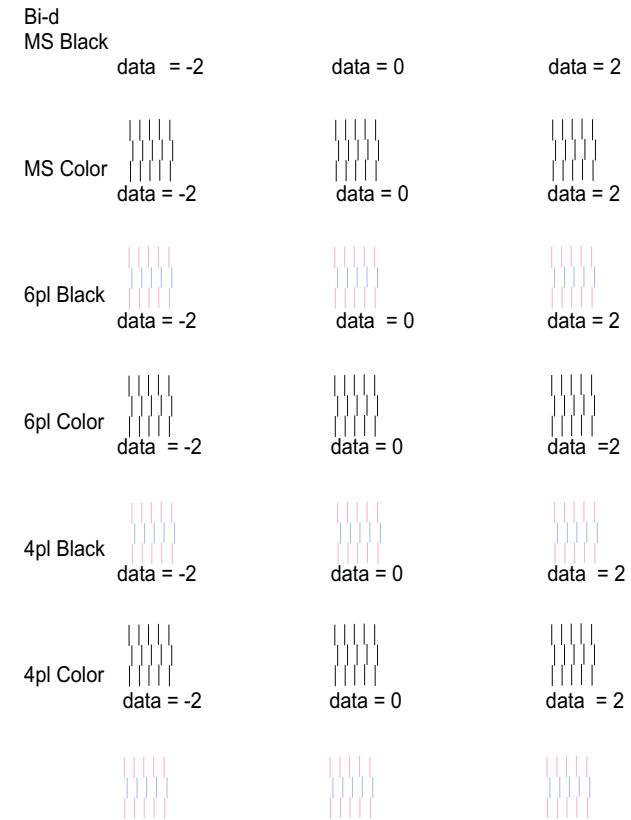 Bi-d
MS Black
data = -2 data = 0 data = 2
MS Color
data = -2 data = 0 data = 2
6pl Black
data = -2 data = 0 data = 2
6pl Color
data = -2 data = 0 data =2
4pl Black
data = -2 data = 0 data = 2
4pl Color
data = -2 data = 0 data = 2